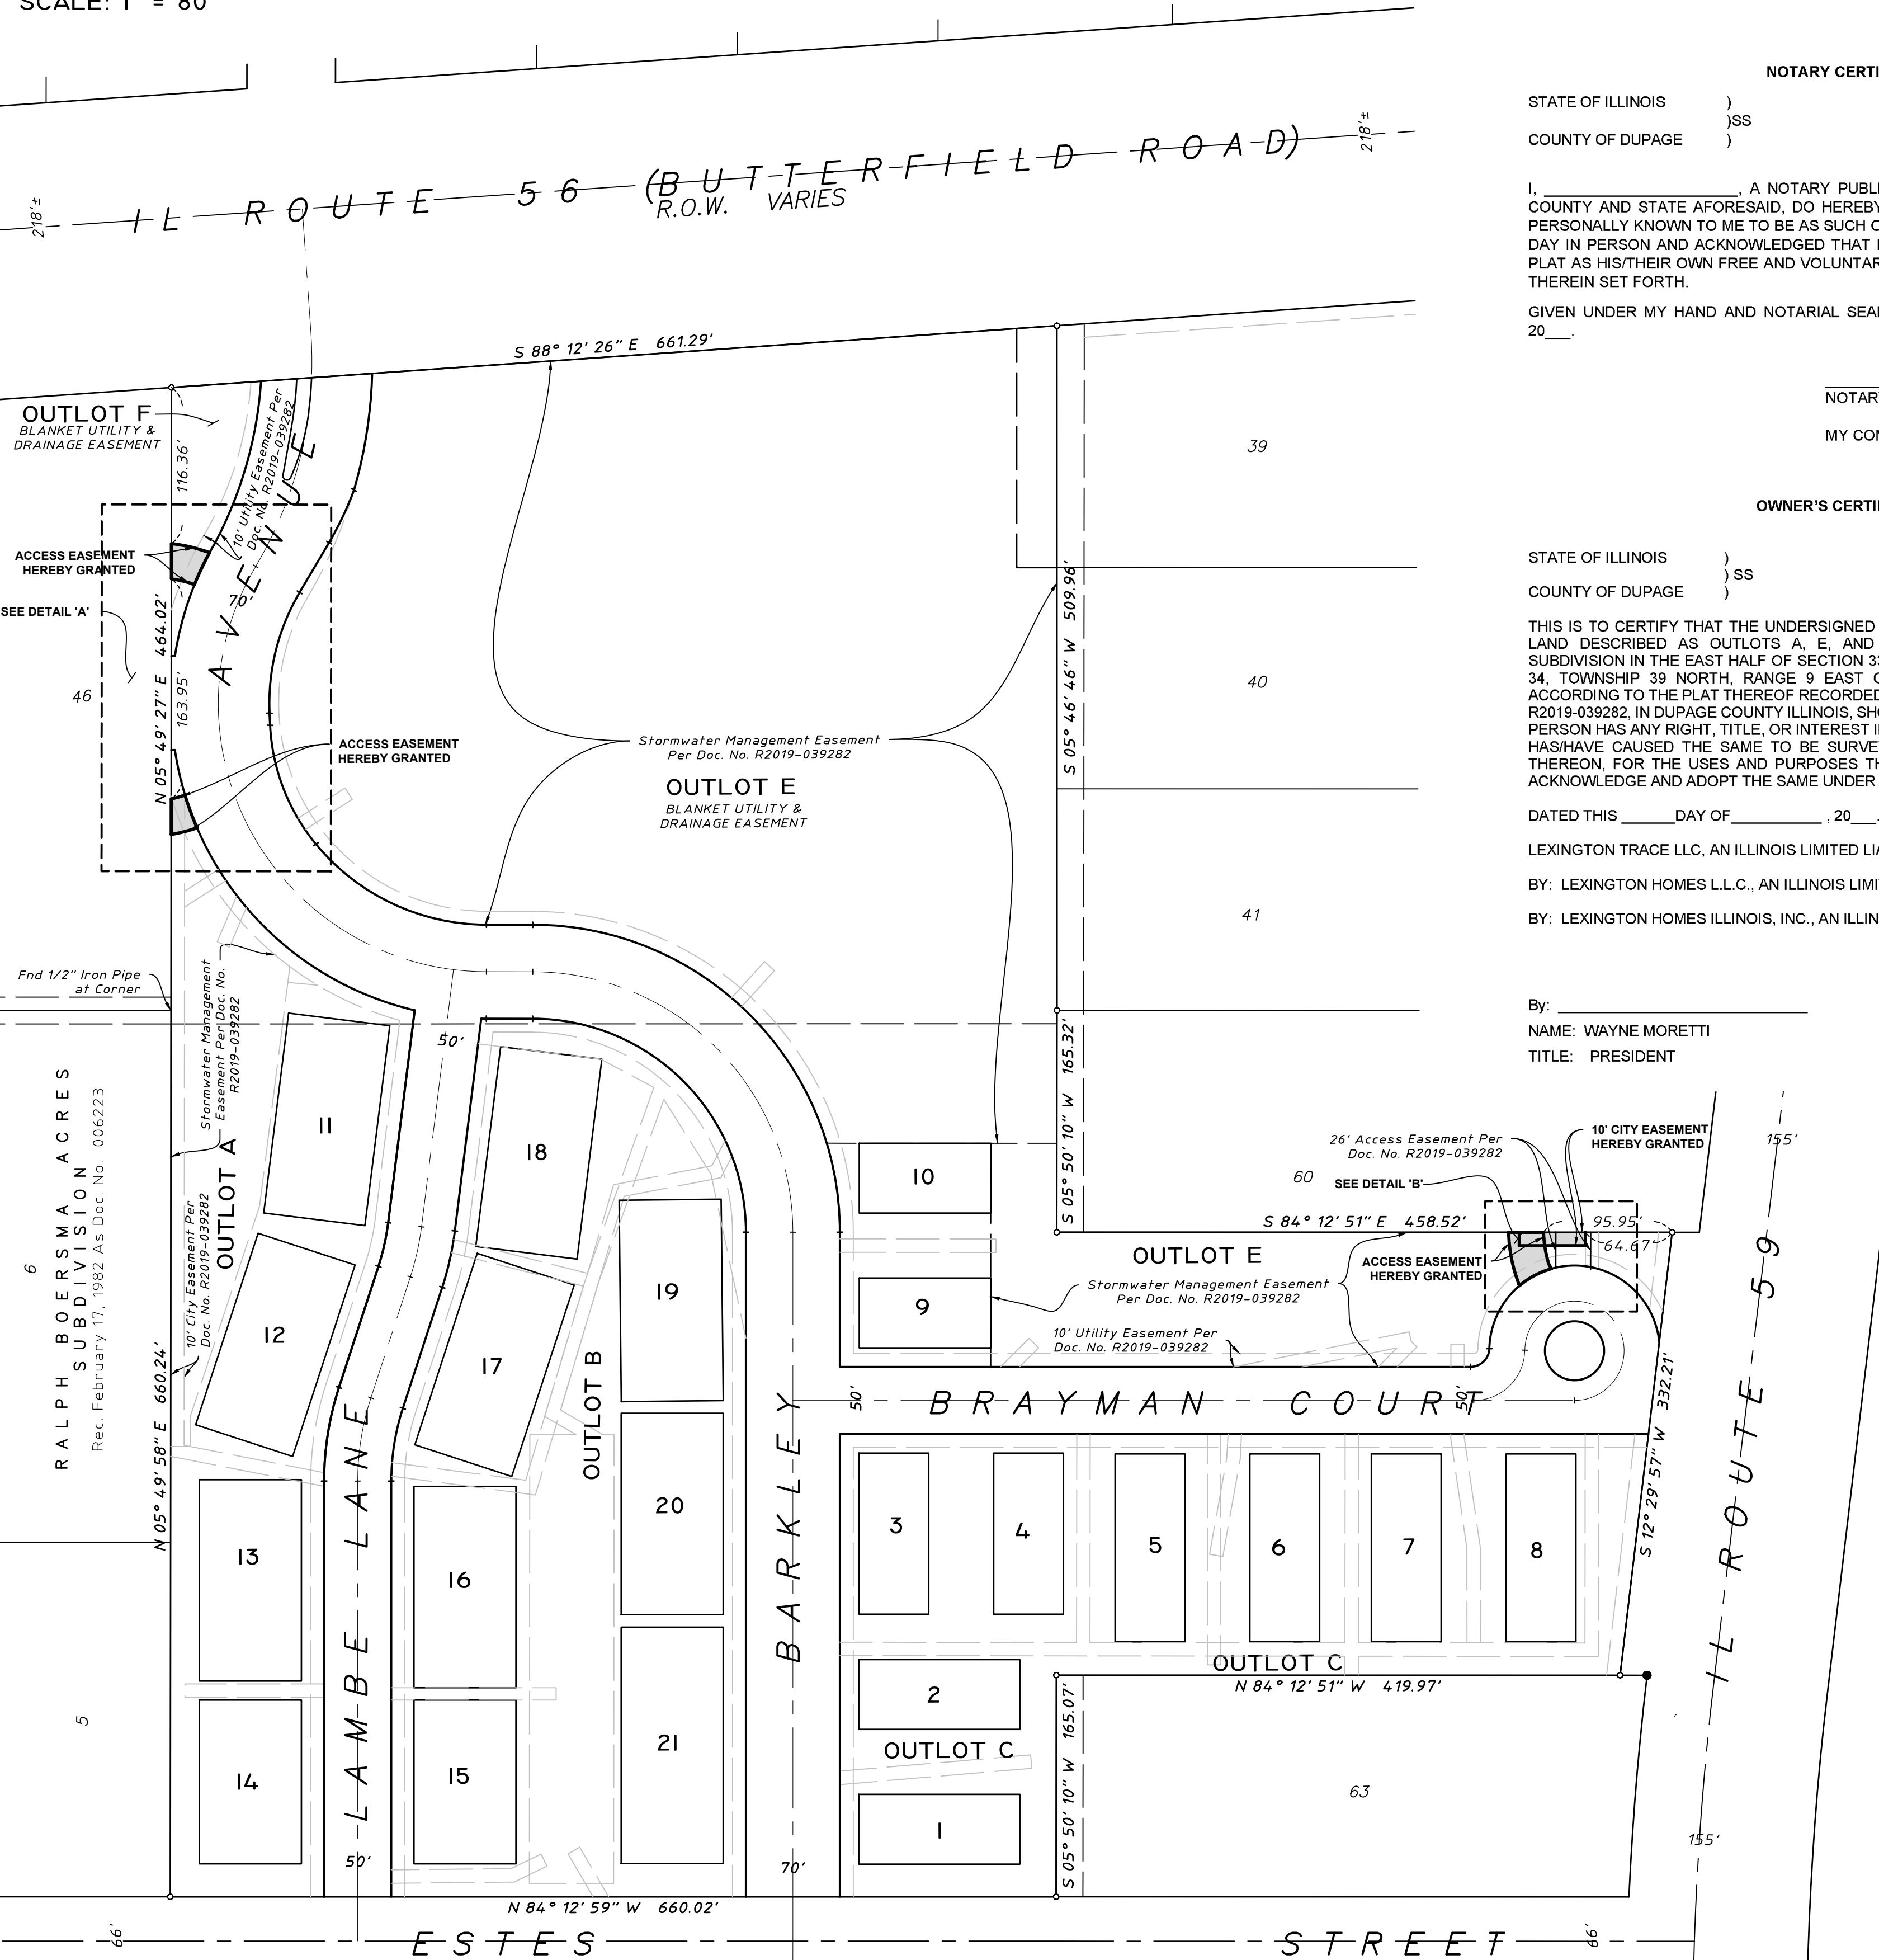 SCALE: 1" = 80'
IL ROUTE 56 (BUTTERFIELD ROAD)
R.O.W. VARIES
218'±
218'±
S 88° 12' 26" E 661.29'
OUTLOT F
BLANKET UTILITY &
DRAINAGE EASEMENT
116.36'
10' Utility Easement Per
Doc. No. R2019-039282
AVENUE
70'
ACCESS EASEMENT
HEREBY GRANTED
SEE DETAIL 'A'
46
N 05° 49' 27" E 464.02'
163.95'
ACCESS EASEMENT
HEREBY GRANTED
Stormwater Management Easement
Per Doc. No. R2019-039282
OUTLOT E
BLANKET UTILITY &
DRAINAGE EASEMENT
S 05° 46' 46" W 509.96'
39
40
41
Fnd 1/2" Iron Pipe
at Corner
Stormwater Management
Easement Per Doc. No.
R2019-039282
50'
S 05° 50' 10" W 165.32'
RALPH BOERSMA ACRES
SUBDIVISION
Rec. February 17, 1982 As Doc. No. 006223
6
5
OUTLOT A
10' City Easement Per
Doc. No. R2019-039282
N 05° 49' 58" E 660.24'
11
12
13
14
LAMBE LANE
50'
18
17
16
15
OUTLOT B
19
20
21
BARKLEY
70'
10
9
60
26' Access Easement Per
Doc. No. R2019-039282
10' CITY EASEMENT
HEREBY GRANTED
SEE DETAIL 'B'
S 84° 12' 51" E 458.52'
95.95'
64.67'
OUTLOT E
ACCESS EASEMENT
HEREBY GRANTED
Stormwater Management Easement
Per Doc. No. R2019-039282
10' Utility Easement Per
Doc. No. R2019-039282
50'
BRAYMAN COURT
50'
S 12° 29' 57" W 332.21'
155'
IL ROUTE 59
155'
3
4
5
6
7
8
OUTLOT C
N 84° 12' 51" W 419.97'
2
OUTLOT C
1
S 05° 50' 10" W 165.07'
63
N 84° 12' 59" W 660.02'
66'
ESTES STREET
66'
NOTARY CERTI
STATE OF ILLINOIS )
)SS
COUNTY OF DUPAGE )
I, ____________________, A NOTARY PUBLI
COUNTY AND STATE AFORESAID, DO HEREBY
PERSONALLY KNOWN TO ME TO BE AS SUCH
DAY IN PERSON AND ACKNOWLEDGED THAT
PLAT AS HIS/THEIR OWN FREE AND VOLUNTAR
THEREIN SET FORTH.
GIVEN UNDER MY HAND AND NOTARIAL SEA
20___.
NOTAR
MY CO
OWNER'S CERTI
STATE OF ILLINOIS )
) SS
COUNTY OF DUPAGE )
THIS IS TO CERTIFY THAT THE UNDERSIGNED
LAND DESCRIBED AS OUTLOTS A, E, AND
SUBDIVISION IN THE EAST HALF OF SECTION 33
34, TOWNSHIP 39 NORTH, RANGE 9 EAST
ACCORDING TO THE PLAT THEREOF RECORDED
R2019-039282, IN DUPAGE COUNTY ILLINOIS, SH
PERSON HAS ANY RIGHT, TITLE, OR INTEREST I
HAS/HAVE CAUSED THE SAME TO BE SURVE
THEREON, FOR THE USES AND PURPOSES TH
ACKNOWLEDGE AND ADOPT THE SAME UNDER
DATED THIS ______DAY OF__________ , 20___.
LEXINGTON TRACE LLC, AN ILLINOIS LIMITED LIA
BY: LEXINGTON HOMES L.L.C., AN ILLINOIS LIMI
BY: LEXINGTON HOMES ILLINOIS, INC., AN ILLIN
By: ____________________
NAME: WAYNE MORETTI
TITLE: PRESIDENT